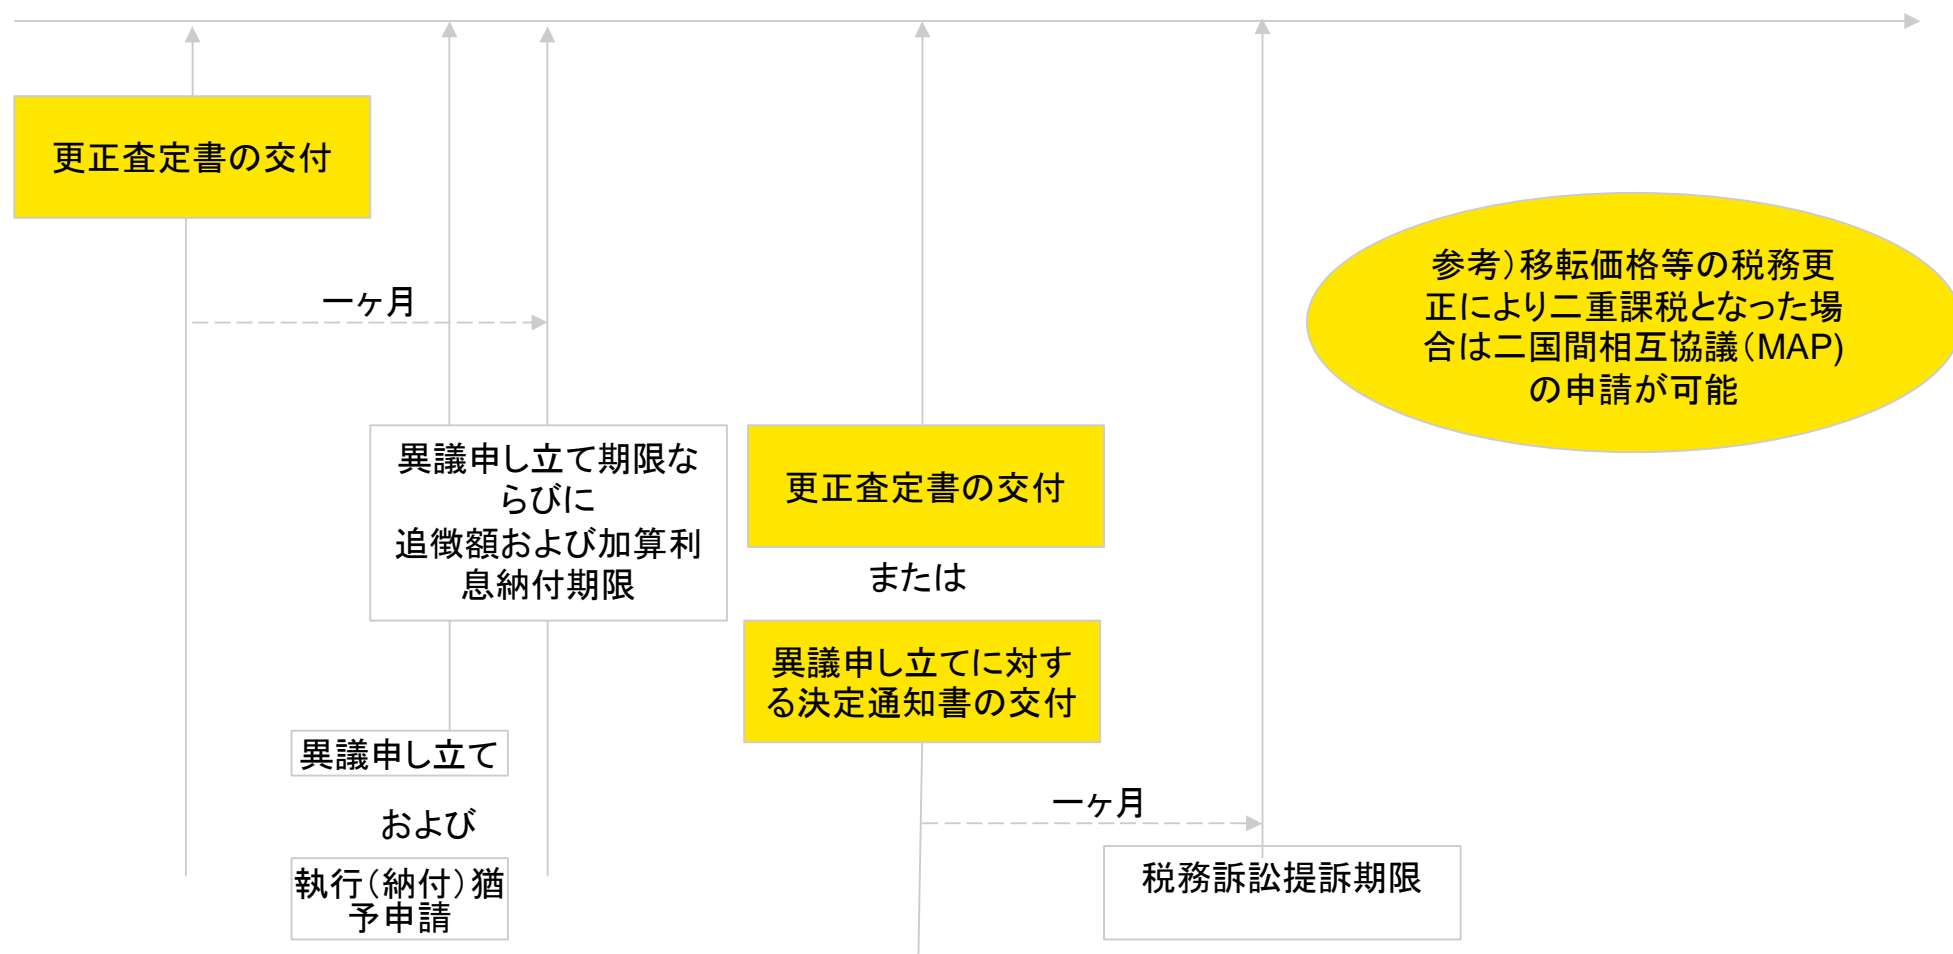 更正査定書の交付
一ヶ月
異議申し立て期限な
らびに
追徴額および加算利
息納付期限
異議申し立て
および
執行（納付）猶
予申請
更正査定書の交付
または
異議申し立てに対す
る決定通知書の交付
一ヶ月
税務訴訟提訴期限
参考）移転価格等の税務更
正により二重課税となった場
合は二国間相互協議（MAP)
の申請が可能